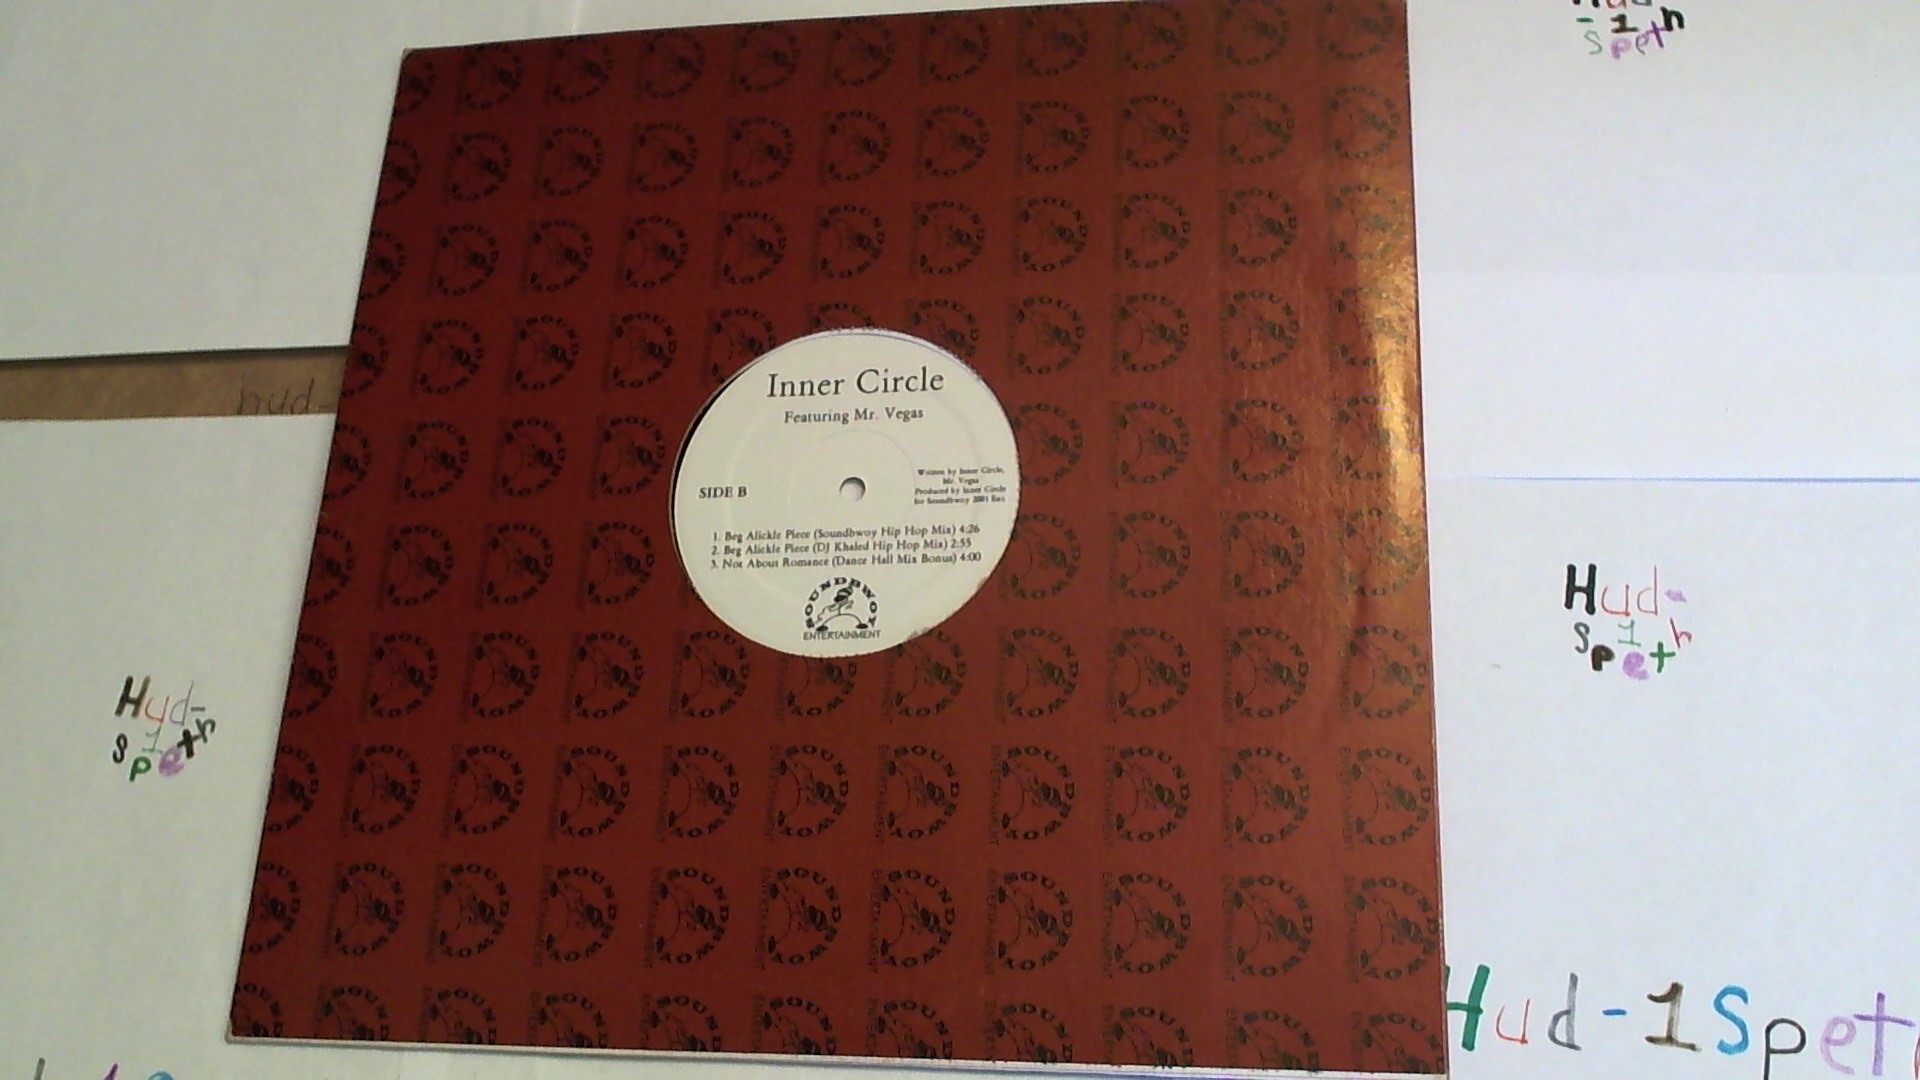 Inner Circle
Featuring Mr. Vegas
Written by Inner Circle,
Mr. Vegas
Produced by Inner Circle
for Soundbwoy 2001 Ent.
SIDE B
1. Beg Alickle Piece (Soundbwoy Hip Hop Mix) 4:26
2. Beg Alickle Piece (DJ Khaled Hip Hop Mix) 2:55
3. Not About Romance (Dance Hall Mix Bonus) 4:00
SOUNDBWOY
ENTERTAINMENT
hud-
Hud-
1
Speth
Hud
-1
Speth
Hud-
1
Speth
Hud-1Spet